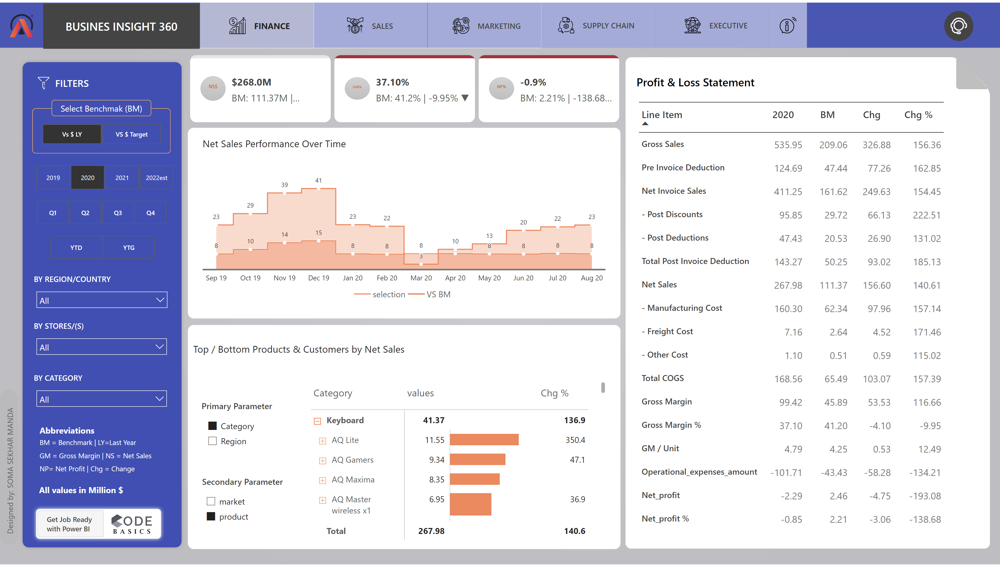 BUSINES INSIGHT 360
FINANCE
SALES
MARKETING
SUPPLY CHAIN
EXECUTIVE
FILTERS
Select Benchmak (BM)
Vs $ LY
VS $ Target
2019
2020
2021
2022est
Q1
Q2
Q3
Q4
YTD
YTG
BY REGION/COUNTRY
All
BY STORES/(S)
All
BY CATEGORY
All
Abbreviations
BM = Benchmark | LY=Last Year
GM = Gross Margin | NS = Net Sales
NP= Net Profit | Chg = Change
All values in Million $
Get Job Ready
with Power BI
CODE
BASICS
Designed by: SOMA SEKHAR MANDA
NS$
$268.0M
BM: 111.37M |...
GM%
37.10%
BM: 41.2% | -9.95% ▼
NP%
-0.9%
BM: 2.21% | -138.68...
Net Sales Performance Over Time
23
29
39
41
23
22
3
10
13
20
22
23
8
10
14
15
8
8
8
8
8
8
8
Sep 19
Oct 19
Nov 19
Dec 19
Jan 20
Feb 20
Mar 20
Apr 20
May 20
Jun 20
Jul 20
Aug 20
selection
VS BM
Top / Bottom Products & Customers by Net Sales
Primary Parameter
Category
Region
Secondary Parameter
market
product
Category values Chg %
Keyboard 41.37 136.9
AQ Lite 11.55 350.4
AQ Gamers 9.34 47.1
AQ Maxima 8.35
AQ Master 6.95 36.9
wireless x1
Total 267.98 140.6
Profit & Loss Statement
Line Item 2020 BM Chg Chg %
Gross Sales 535.95 209.06 326.88 156.36
Pre Invoice Deduction 124.69 47.44 77.26 162.85
Net Invoice Sales 411.25 161.62 249.63 154.45
- Post Discounts 95.85 29.72 66.13 222.51
- Post Deductions 47.43 20.53 26.90 131.02
Total Post Invoice Deduction 143.27 50.25 93.02 185.13
Net Sales 267.98 111.37 156.60 140.61
- Manufacturing Cost 160.30 62.34 97.96 157.14
- Freight Cost 7.16 2.64 4.52 171.46
- Other Cost 1.10 0.51 0.59 115.02
Total COGS 168.56 65.49 103.07 157.39
Gross Margin 99.42 45.89 53.53 116.66
Gross Margin % 37.10 41.20 -4.10 -9.95
GM / Unit 4.79 4.25 0.53 12.49
Operational_expenses_amount -101.71 -43.43 -58.28 -134.21
Net_profit -2.29 2.46 -4.75 -193.08
Net_profit % -0.85 2.21 -3.06 -138.68